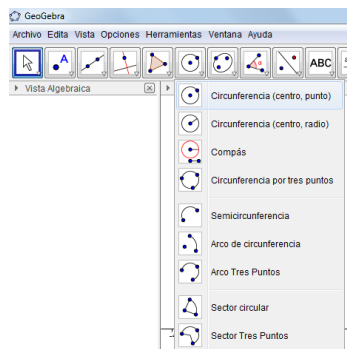 GeoGebra
Archivo Edita Vista Opciones Herramientas Ventana Ayuda
A
α
ABC
Vista Algebraica
Circunferencia (centro, punto)
Circunferencia (centro, radio)
Compás
Circunferencia por tres puntos
Semicircunferencia
Arco de circunferencia
Arco Tres Puntos
Sector circular
Sector Tres Puntos